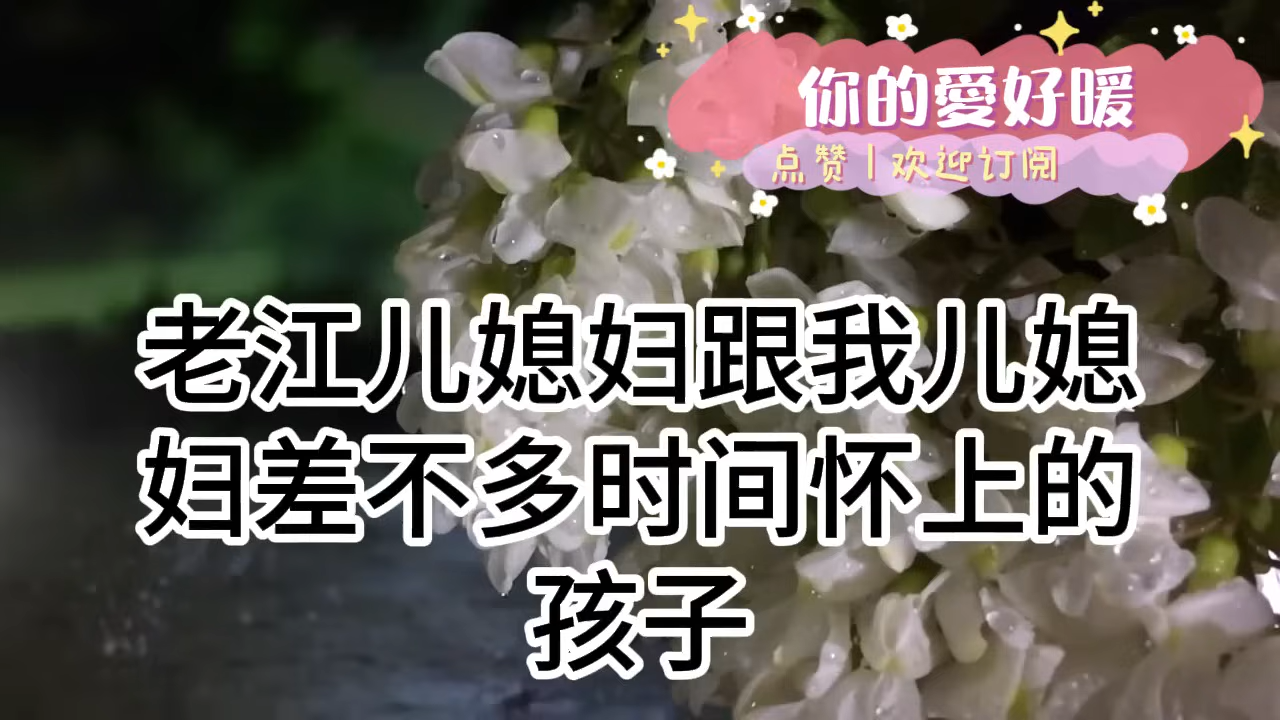 你的愛好暖
点赞 | 欢迎订阅
老江儿媳妇跟我儿媳
妇差不多时间怀上的
孩子